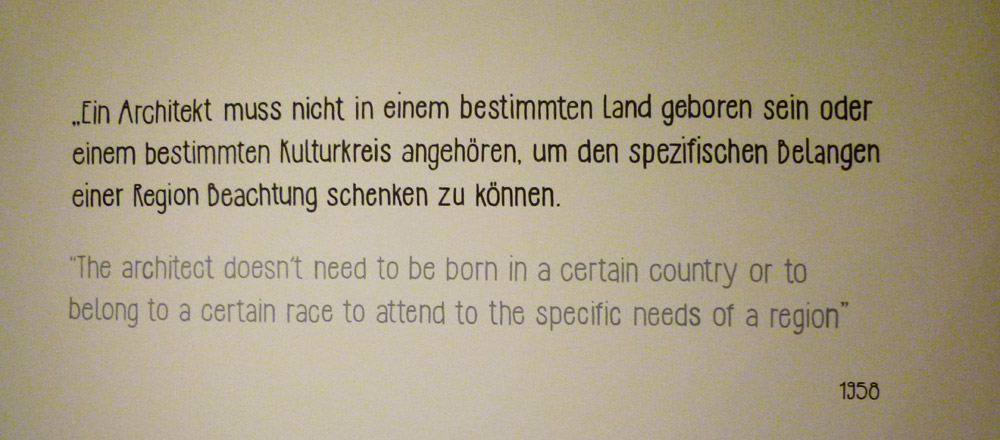 „Ein Architekt muss nicht in einem bestimmten Land geboren sein oder
einem bestimmten Kulturkreis angehören, um den spezifischen Belangen
einer Region Beachtung schenken zu können.
"The architect doesn't need to be born in a certain country or to
belong to a certain race to attend to the specific needs of a region"
1958